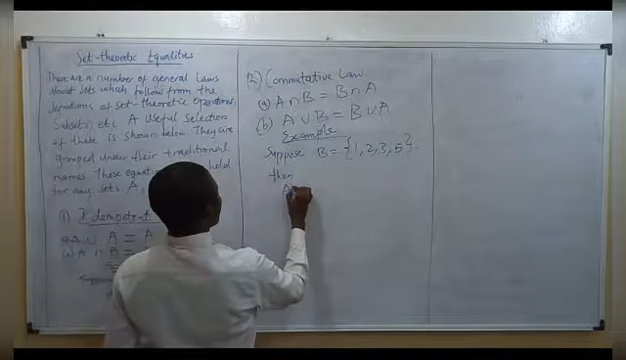 Set-theoretic Equalities
There are a number of general Laws
about sets which follow from the
definitions of set-theoretic operations,
Subsets, etc. A useful selection
of these is shown below. They are
grouped under their traditional
names. These equations hold
for any sets A,
(1) Idempotent
(a) A ∪ A = A
(b) A ∩ A =
(2) Commutative Law
(a) A ∩ B = B ∩ A
(b) A ∪ B = B ∪ A
Example
Suppose B = {1, 2, 3, 5}.
then
A